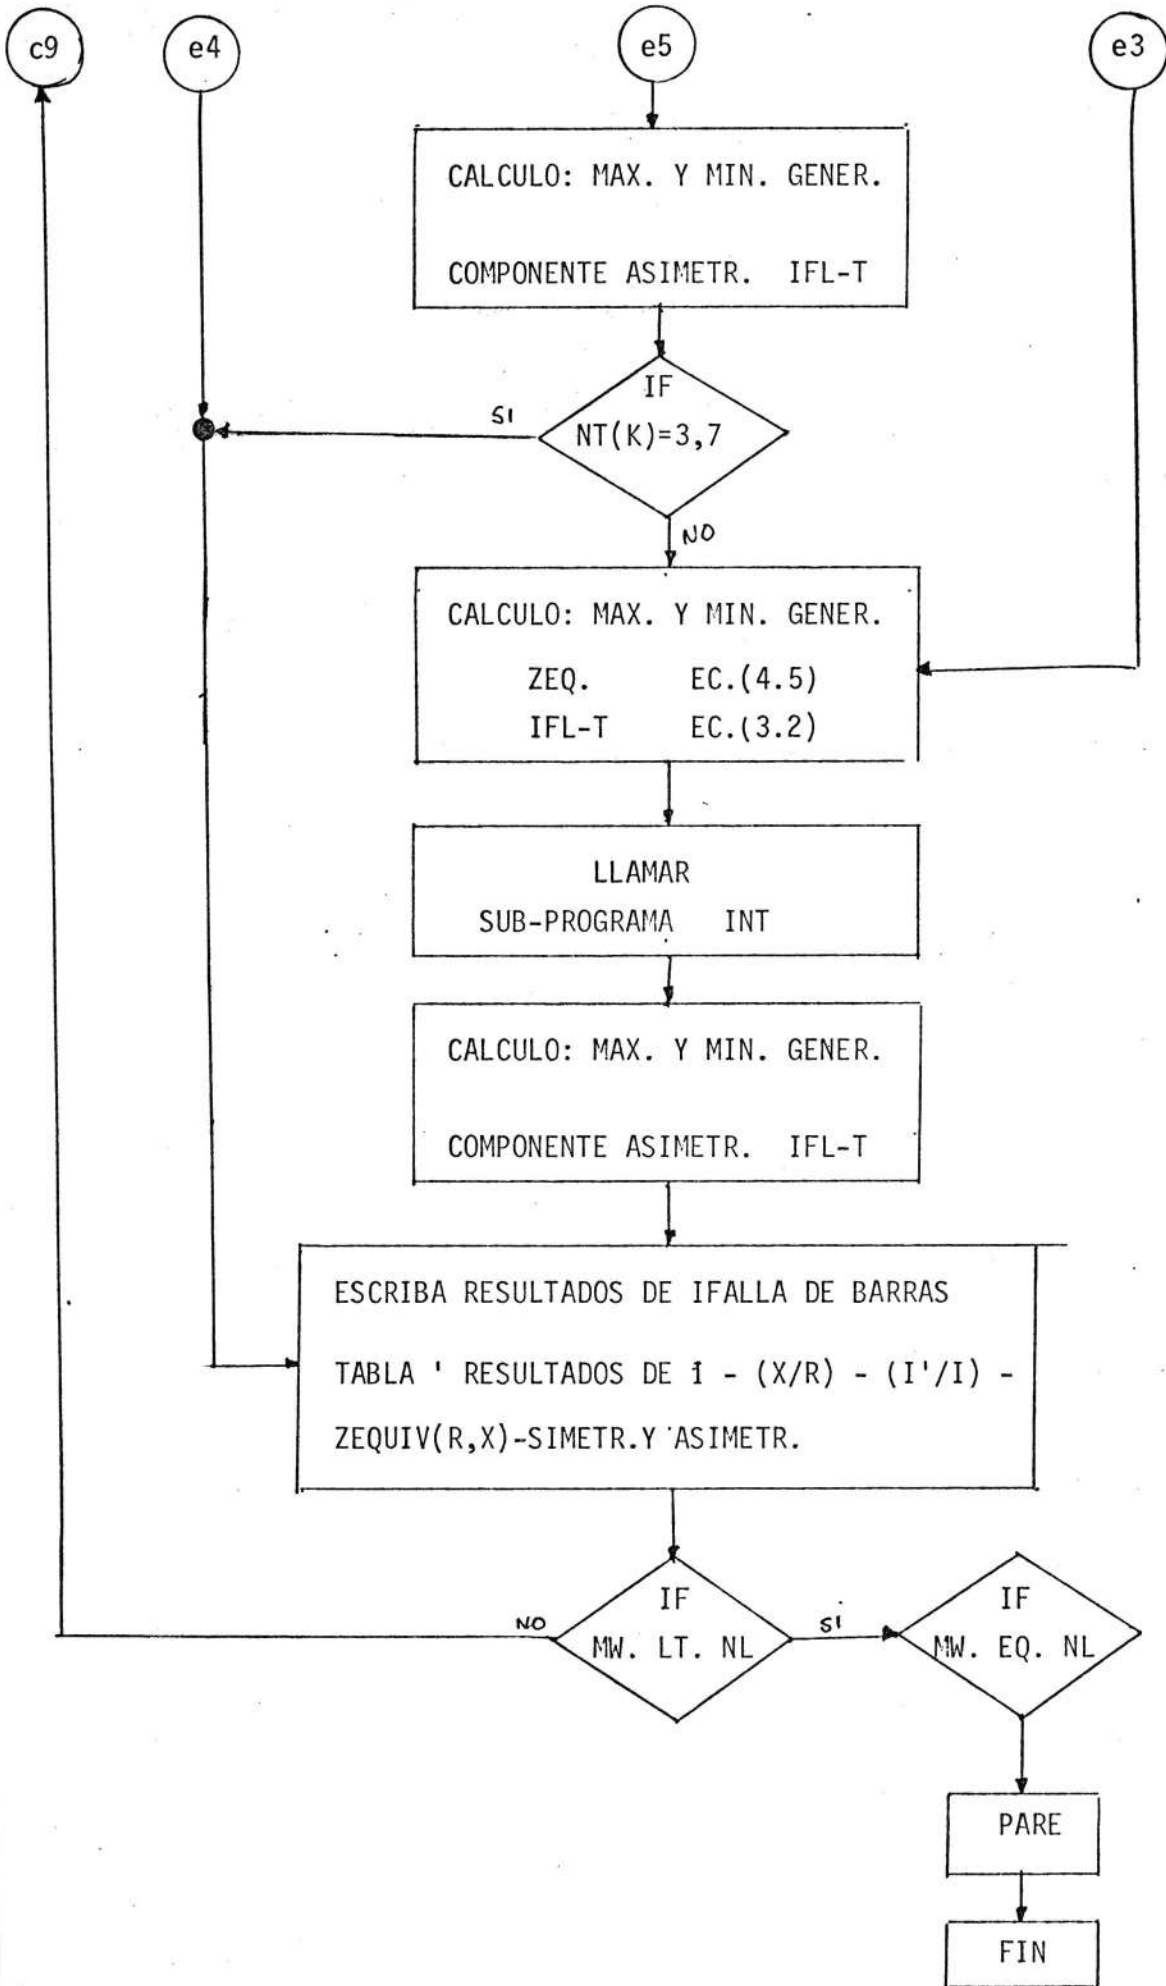 c9
e4
e5
e3
CALCULO: MAX. Y MIN. GENER.
COMPONENTE ASIMETR. IFL-T
IF
NT(K)=3,7
SI
NO
CALCULO: MAX. Y MIN. GENER.
ZEQ. EC.(4.5)
IFL-T EC.(3.2)
LLAMAR
SUB-PROGRAMA INT
CALCULO: MAX. Y MIN. GENER.
COMPONENTE ASIMETR. IFL-T
ESCRIBA RESULTADOS DE IFALLA DE BARRAS
TABLA ' RESULTADOS DE I - (X/R) - (I'/I) -
ZEQUIV(R,X)-SIMETR.Y ASIMETR.
IF
MW. LT. NL
NO
SI
IF
MW. EQ. NL
PARE
FIN